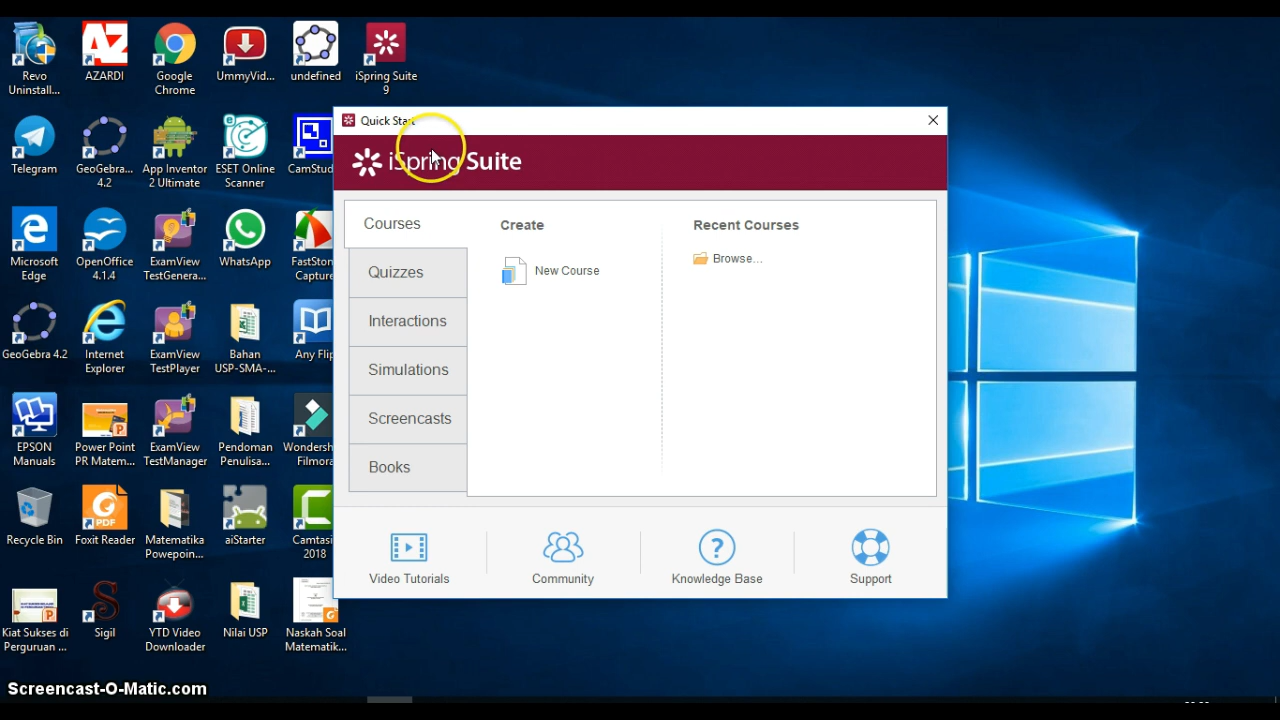 Revo
Uninstall...
AZARDI
Google
Chrome
UmmyVid...
undefined
iSpring Suite
9
Telegram
GeoGebra...
4.2
App Inventor
2 Ultimate
ESET Online
Scanner
CamStud
Microsoft
Edge
OpenOffice
4.1.4
ExamView
TestGenera...
WhatsApp
FastSton
Capture
GeoGebra 4.2
Internet
Explorer
ExamView
TestPlayer
Bahan
USP-SMA-...
Any Flip
EPSON
Manuals
Power Point
PR Matem...
ExamView
TestManager
Pendoman
Penulisa...
Wondersh
Filmora
Recycle Bin
Foxit Reader
Matematika
Powepoin...
aiStarter
Camtas
2018
Kiat Sukses di
Perguruan ...
Sigil
YTD Video
Downloader
Nilai USP
Naskah Soal
Matematik...
Quick Start
iSpring Suite
Courses
Quizzes
Interactions
Simulations
Screencasts
Books
Create
New Course
Recent Courses
Browse...
Video Tutorials
Community
Knowledge Base
Support
Screencast-O-Matic.com